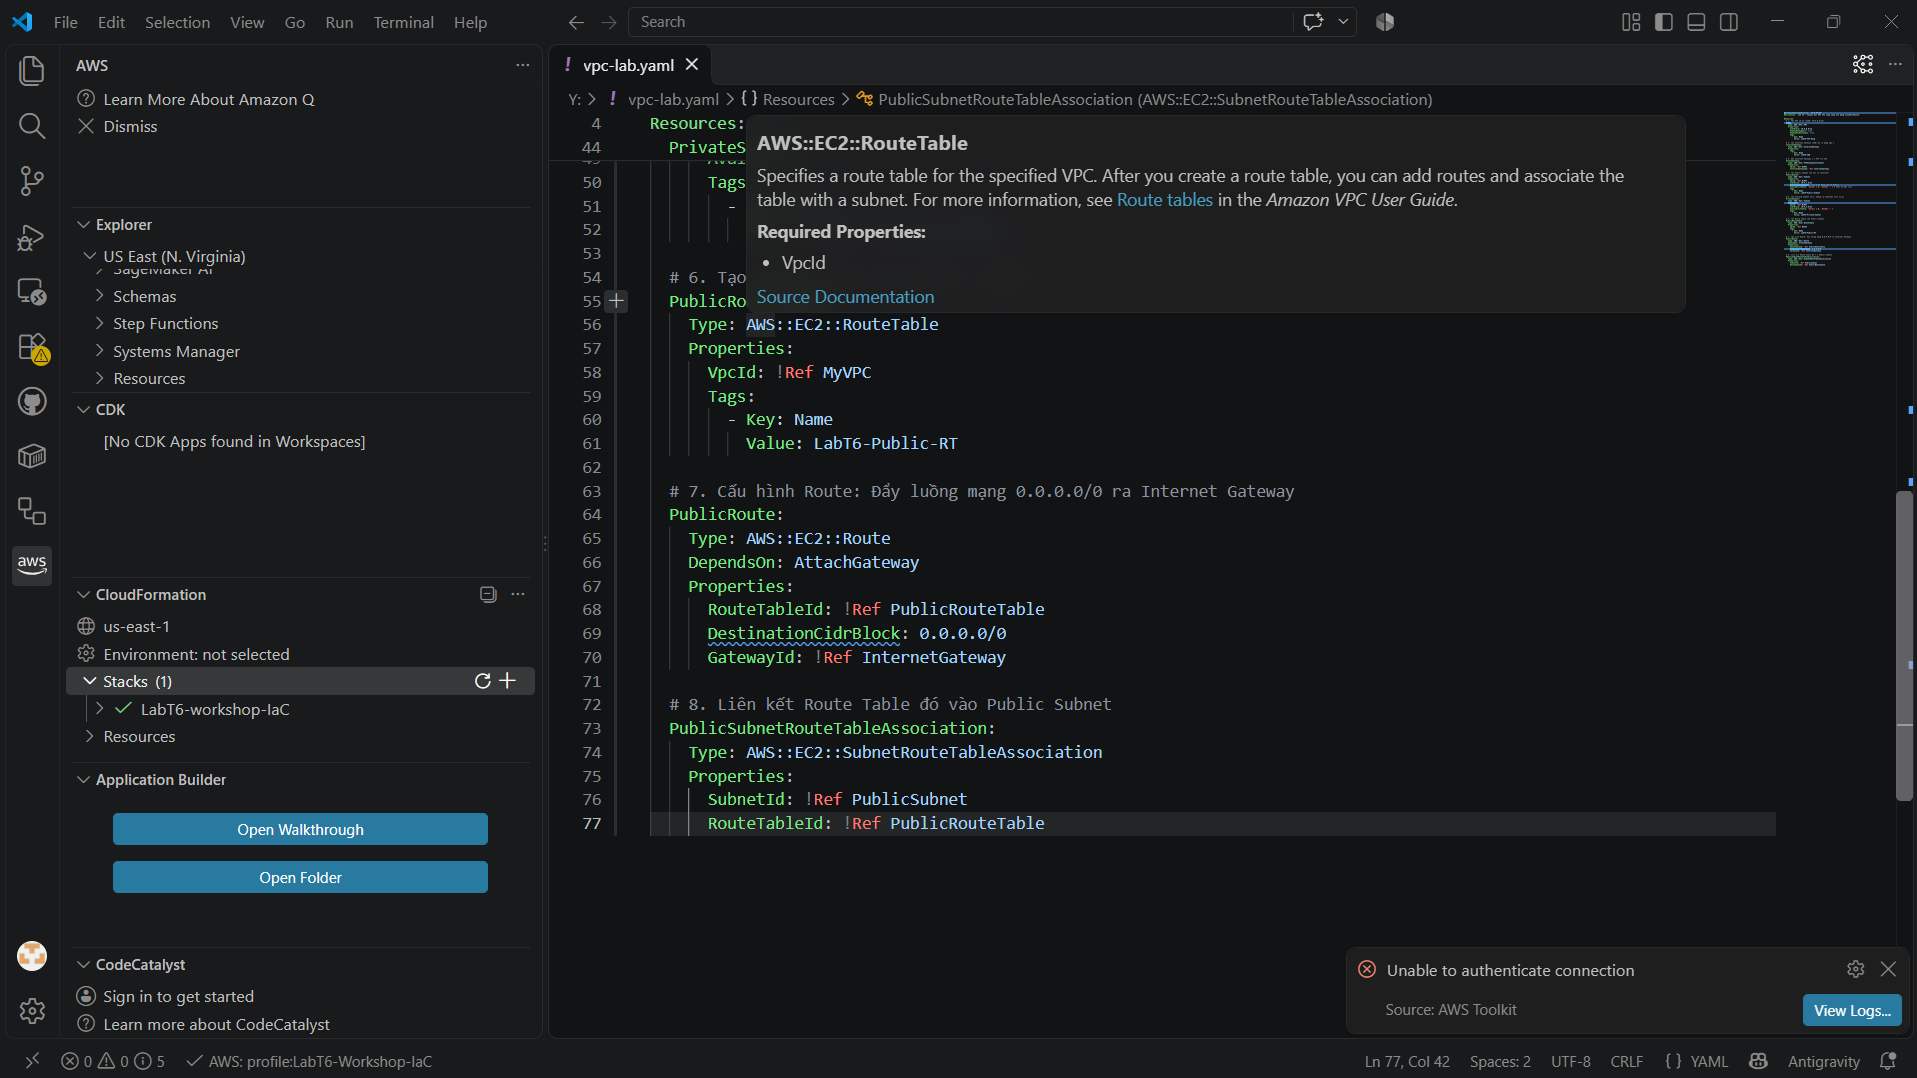 File Edit Selection View Go Run Terminal Help
Search
AWS
Learn More About Amazon Q
Dismiss
Explorer
US East (N. Virginia)
Schemas
Step Functions
Systems Manager
Resources
CDK
[No CDK Apps found in Workspaces]
aws
CloudFormation
us-east-1
Environment: not selected
Stacks (1)
LabT6-workshop-IaC
Resources
Application Builder
Open Walkthrough
Open Folder
CodeCatalyst
Sign in to get started
Learn more about CodeCatalyst
! vpc-lab.yaml
Y: > ! vpc-lab.yaml > {} Resources > PublicSubnetRouteTableAssociation (AWS::EC2::SubnetRouteTableAssociation)
4 Resources:
44 PrivateS
AWS::EC2::RouteTable
Specifies a route table for the specified VPC. After you create a route table, you can add routes and associate the
table with a subnet. For more information, see Route tables in the Amazon VPC User Guide.
Required Properties:
• VpcId
Source Documentation
50 Tags
51 -
52
53
54 # 6. Tạo
55 PublicRo
56 Type: AWS::EC2::RouteTable
57 Properties:
58 VpcId: !Ref MyVPC
59 Tags:
60 - Key: Name
61 Value: LabT6-Public-RT
62
63 # 7. Cấu hình Route: Đẩy luồng mạng 0.0.0.0/0 ra Internet Gateway
64 PublicRoute:
65 Type: AWS::EC2::Route
66 DependsOn: AttachGateway
67 Properties:
68 RouteTableId: !Ref PublicRouteTable
69 DestinationCidrBlock: 0.0.0.0/0
70 GatewayId: !Ref InternetGateway
71
72 # 8. Liên kết Route Table đó vào Public Subnet
73 PublicSubnetRouteTableAssociation:
74 Type: AWS::EC2::SubnetRouteTableAssociation
75 Properties:
76 SubnetId: !Ref PublicSubnet
77 RouteTableId: !Ref PublicRouteTable
Unable to authenticate connection
Source: AWS Toolkit
View Logs...
0 0 5 AWS: profile:LabT6-Workshop-IaC
Ln 77, Col 42 Spaces: 2 UTF-8 CRLF {} YAML Antigravity